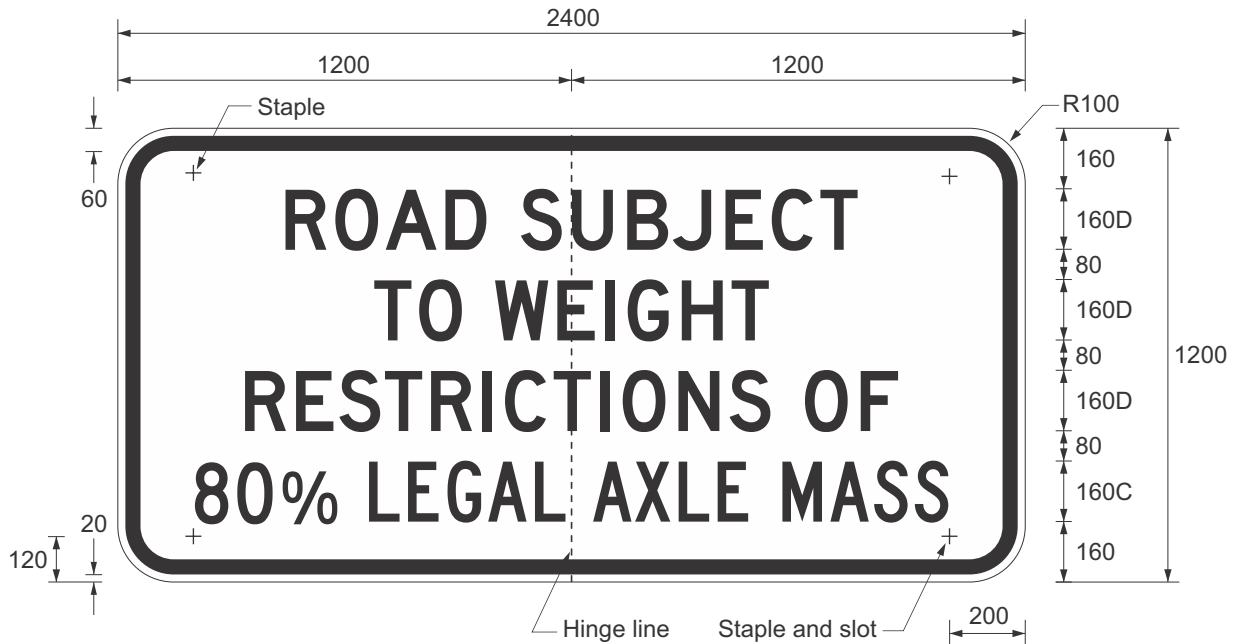 2400
1200 1200
Staple
R100
60
160
160D
80
160D
80
160D
80
160C
160
1200
ROAD SUBJECT
TO WEIGHT
RESTRICTIONS OF
80% LEGAL AXLE MASS
20
120
Hinge line
Staple and slot
200